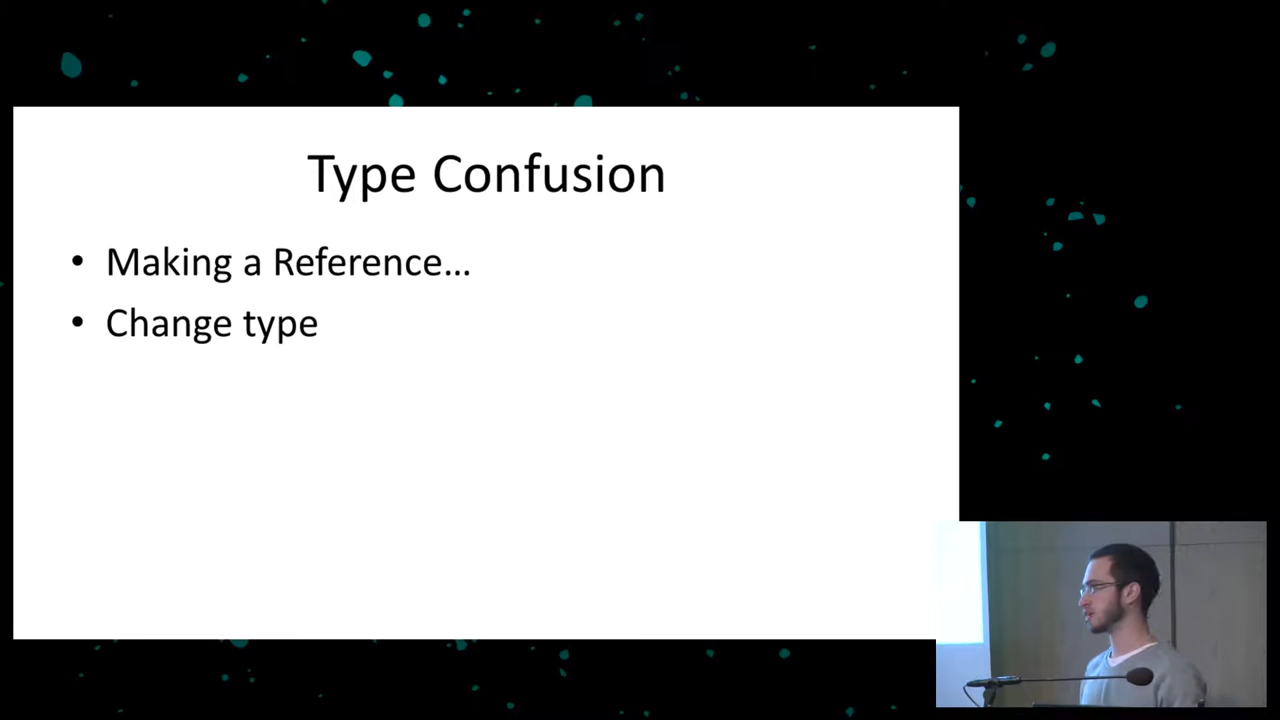 Type Confusion
• Making a Reference...
• Change type